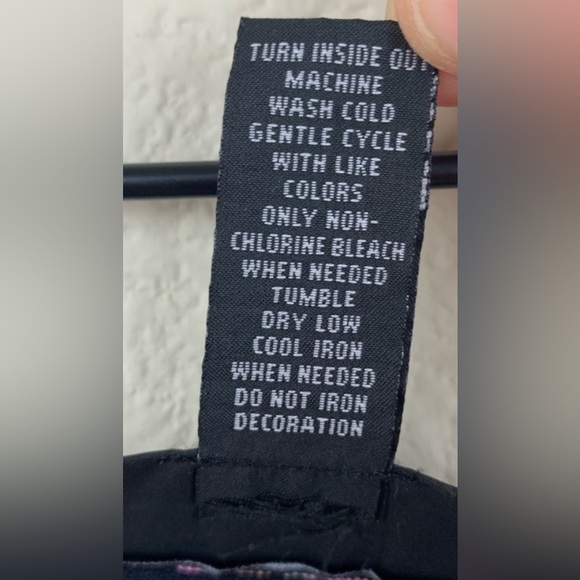 TURN INSIDE OUT
MACHINE
WASH COLD
GENTLE CYCLE
WITH LIKE
COLORS
ONLY NON-
CHLORINE BLEACH
WHEN NEEDED
TUMBLE
DRY LOW
COOL IRON
WHEN NEEDED
DO NOT IRON
DECORATION